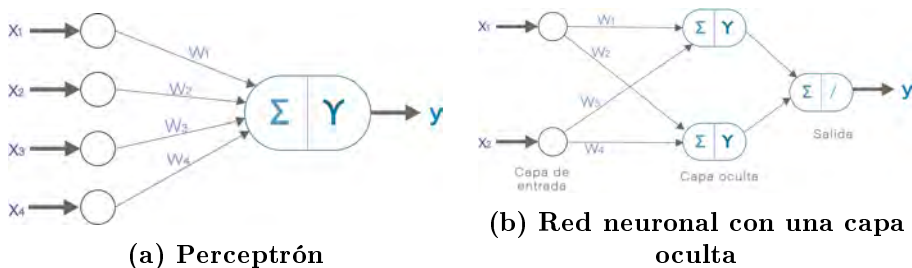 X1
W1
X2
W2
Σ ϒ
y
X3
W3
X4
W4
(a) Perceptrón
X1
W1
Σ ϒ
W2
Σ /
y
W3
Salida
X2
W4
Σ ϒ
Capa de
entrada
Capa oculta
(b) Red neuronal con una capa
oculta